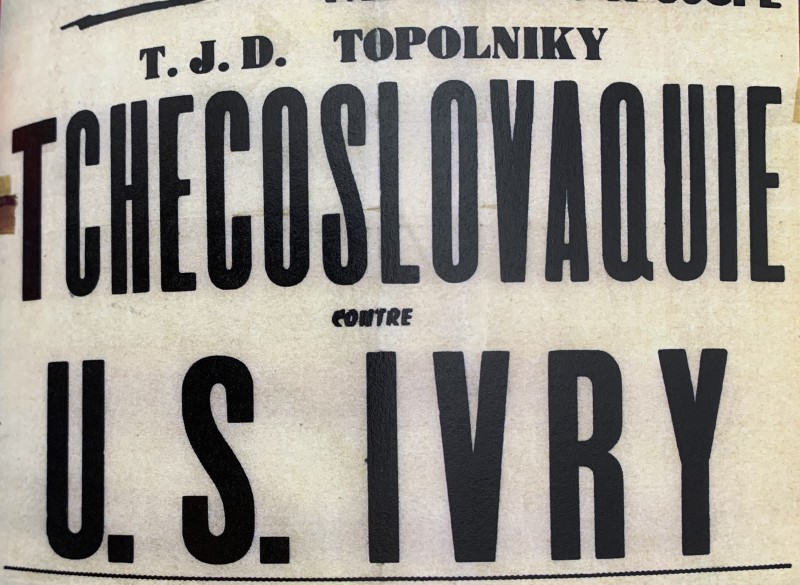 T. J. D. TOPOLNIKY
TCHECOSLOVAQUIE
CONTRE
U. S. IVRY